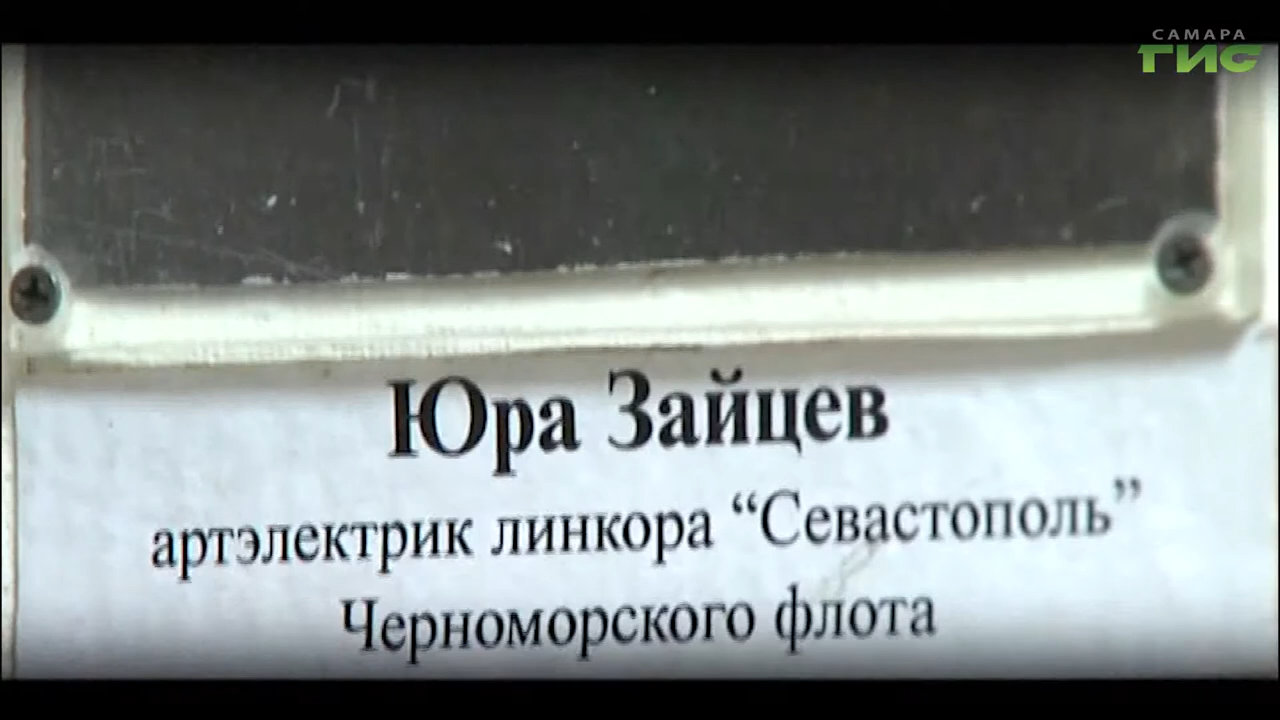 САМАРА
ГИС
Юра Зайцев
артэлектрик линкора “Севастополь”
Черноморского флота